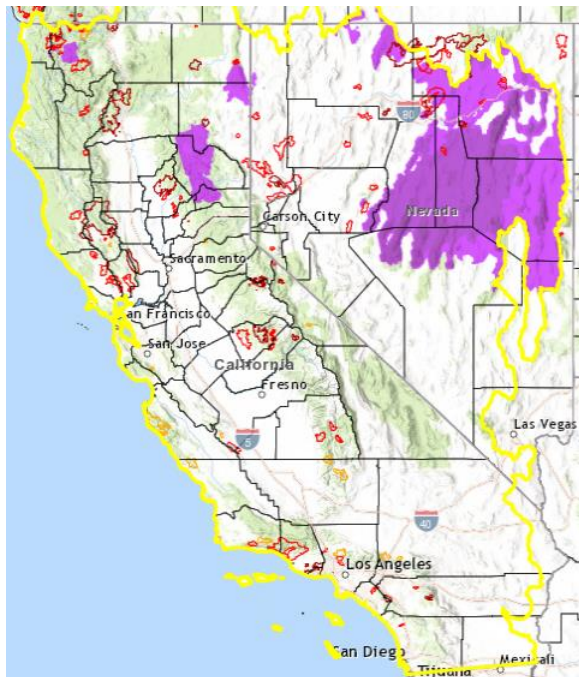 80
Nevada
Carson City
Sacramento
San Francisco
San Jose
California
Fresno
5
Las Vegas
40
Los Angeles
San Diego
Mexicali
Tijuana